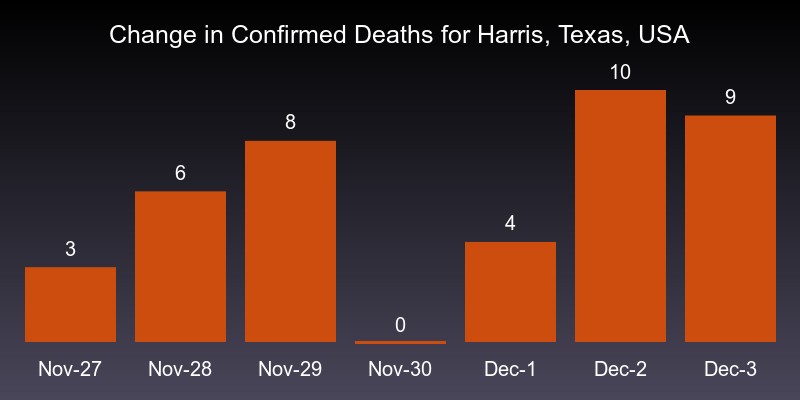 Change in Confirmed Deaths for Harris, Texas, USA
3
6
8
0
4
10
9
Nov-27
Nov-28
Nov-29
Nov-30
Dec-1
Dec-2
Dec-3